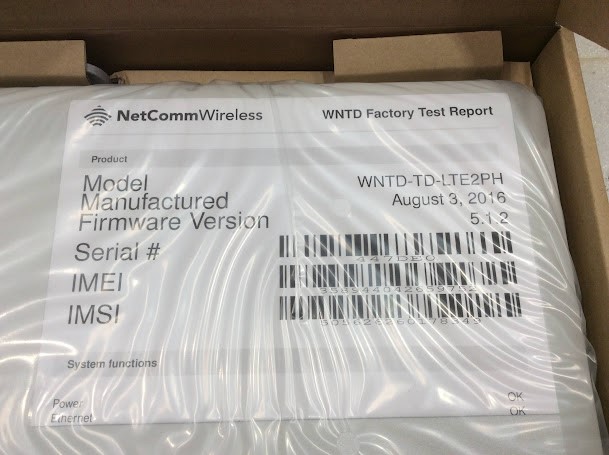 NetCommWireless WNTD Factory Test Report
Product
Model WNTD-TD-LTE2PH
Manufactured August 3, 2016
Firmware Version 5.1.2
Serial # 447DE0
IMEI
IMSI
System functions
Power OK
Ethernet OK